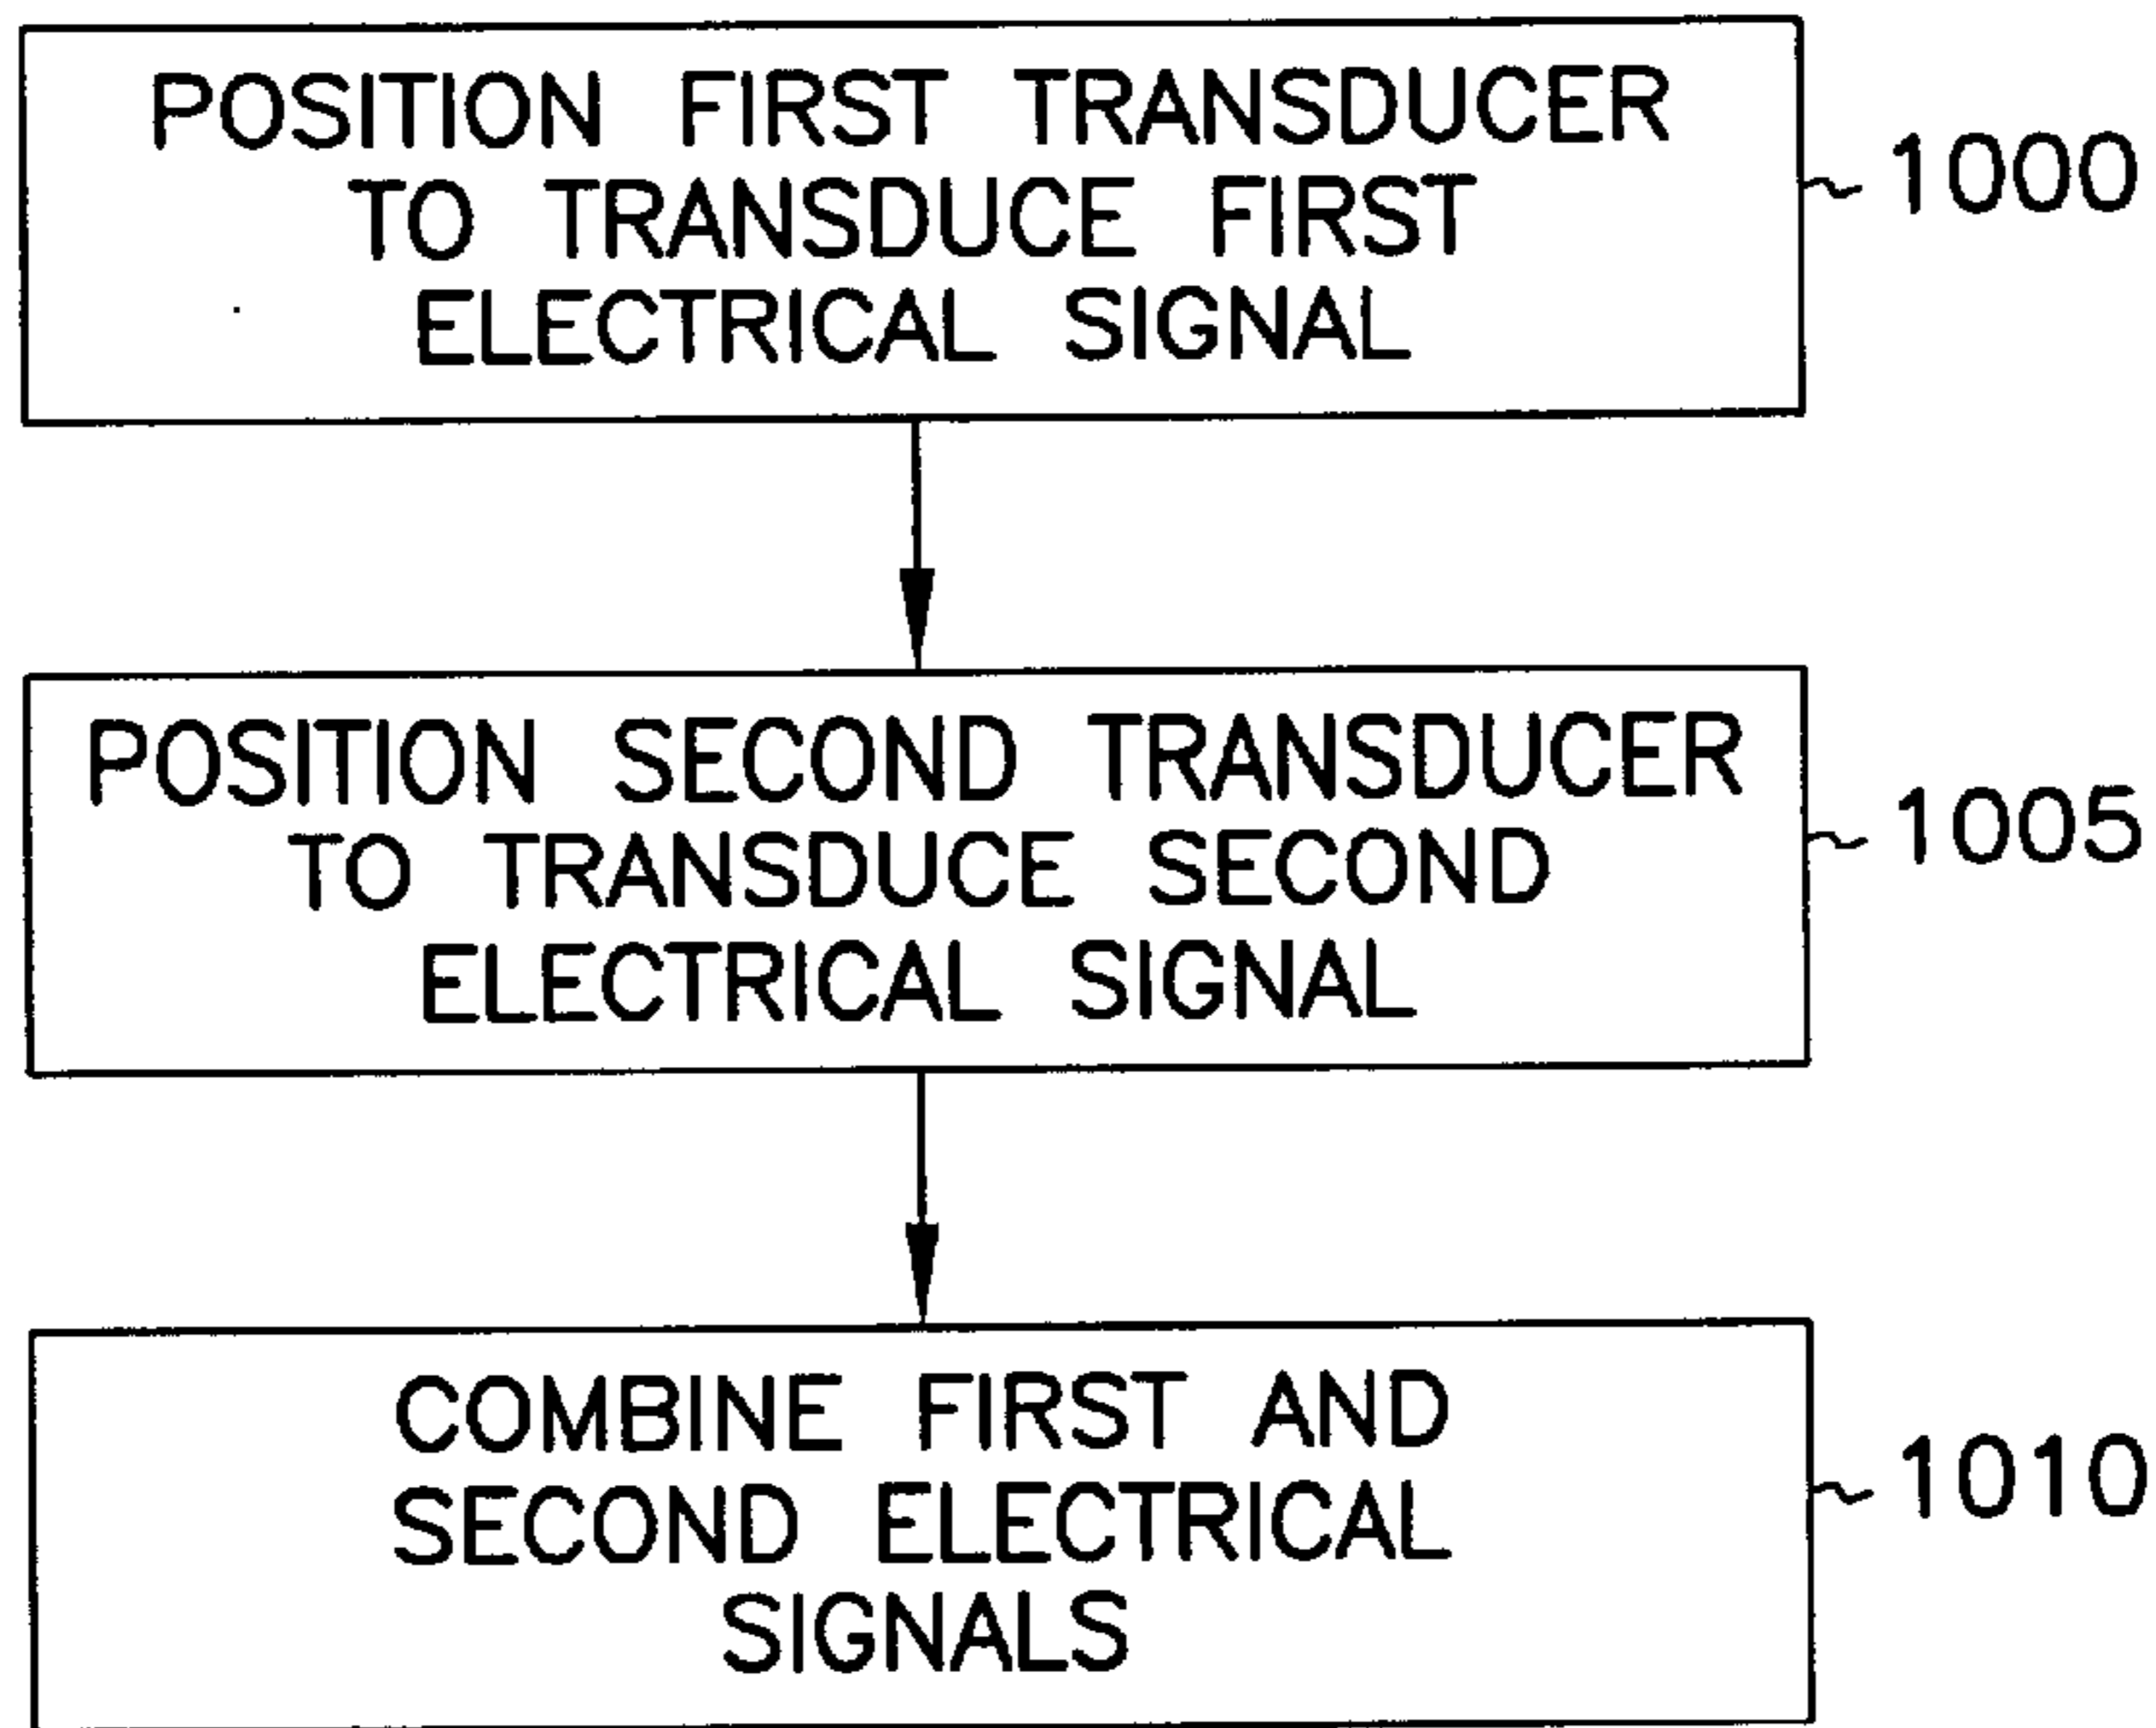 POSITION FIRST TRANSDUCER
TO TRANSDUCE FIRST
ELECTRICAL SIGNAL
1000
POSITION SECOND TRANSDUCER
TO TRANSDUCE SECOND
ELECTRICAL SIGNAL
1005
COMBINE FIRST AND
SECOND ELECTRICAL
SIGNALS
1010